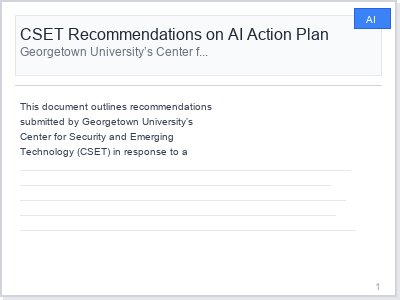 AI
CSET Recommendations on AI Action Plan
Georgetown University's Center f...
This document outlines recommendations
submitted by Georgetown University's
Center for Security and Emerging
Technology (CSET) in response to a
1